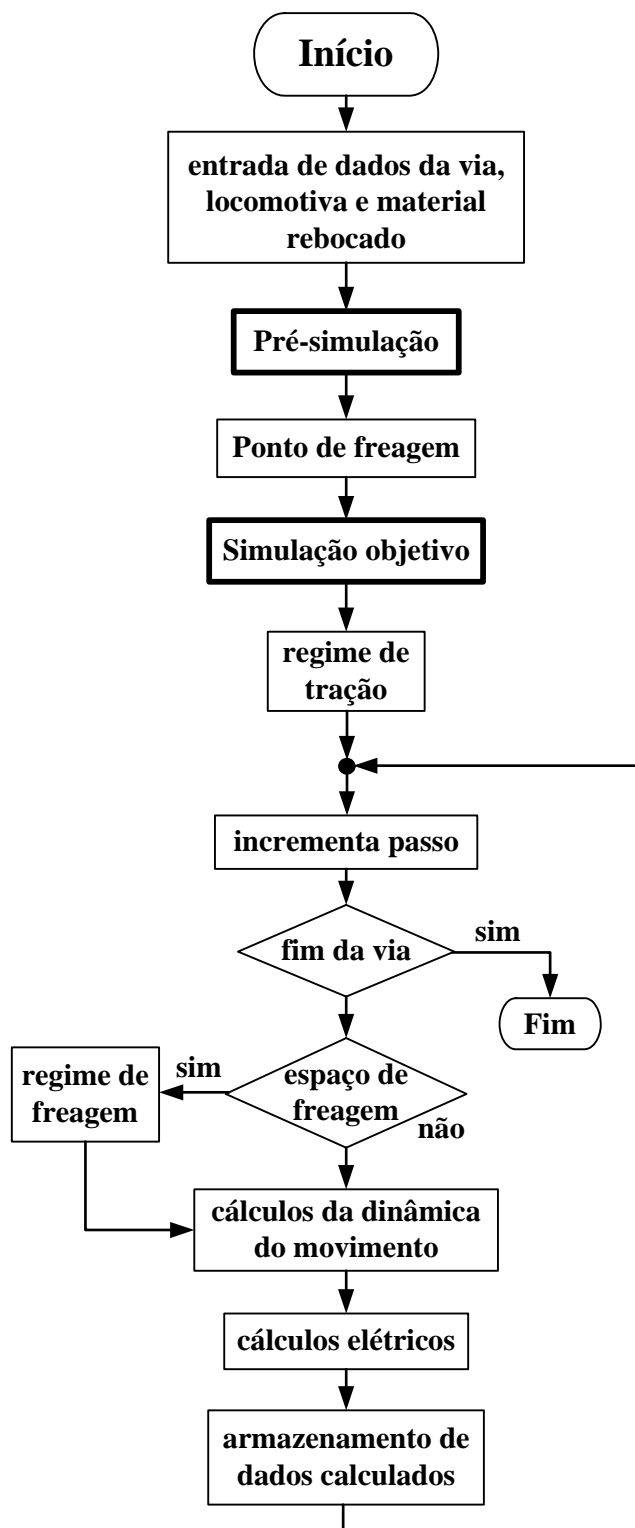 Início
entrada de dados da via,
locomotiva e material
rebocado
Pré-simulação
Ponto de freagem
Simulação objetivo
regime de
tração
incrementa passo
fim da via
sim
Fim
espaço de
freagem
sim
não
regime de
freagem
cálculos da dinâmica
do movimento
cálculos elétricos
armazenamento de
dados calculados